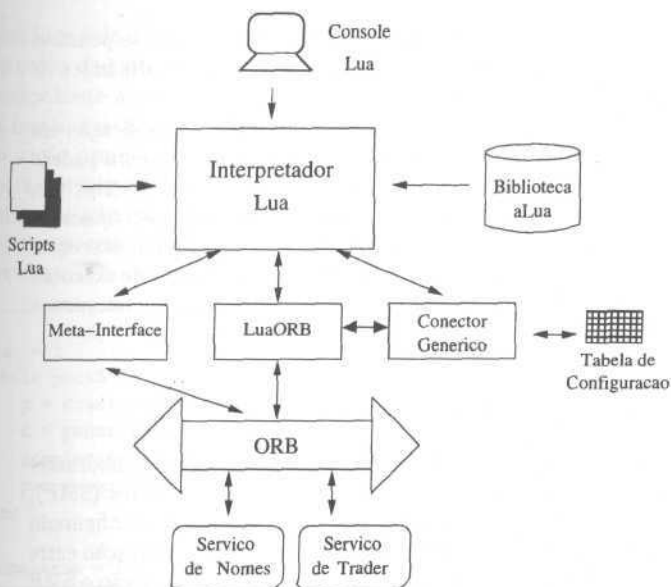 Console
Lua
Interpretador
Lua
Biblioteca
aLua
Scripts
Lua
Meta-Interface
LuaORB
Conector
Generico
Tabela de
Configuracao
ORB
Servico
de Nomes
Servico
de Trader